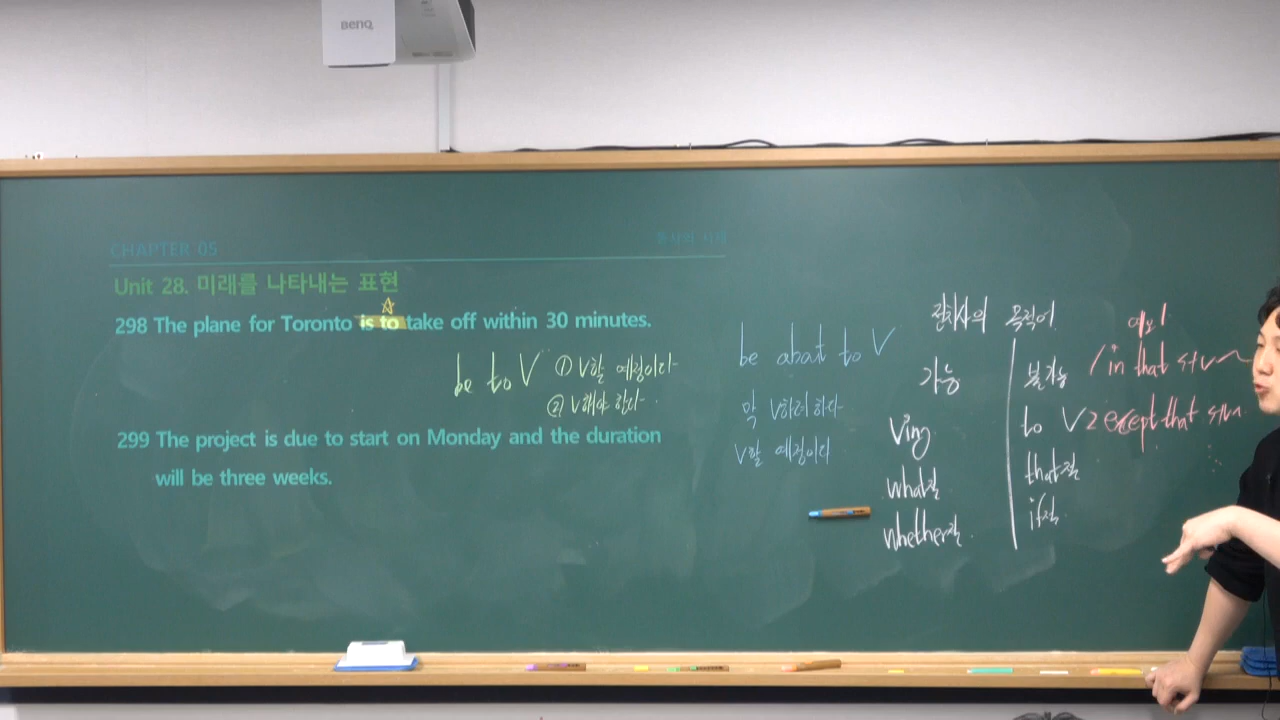 BenQ
CHAPTER 05
동사의 시제
Unit 28. 미래를 나타내는 표현
298 The plane for Toronto is to take off within 30 minutes.
be to V ① V할 예정이다
② V해야 한다
299 The project is due to start on Monday and the duration
will be three weeks.
be about to V
막 V하려 하다
V할 예정이다
전치사의 목적어
가능
Ving
what절
whether절
불가능
to V
that절
if절
1 in that s+v
2 except that s+v